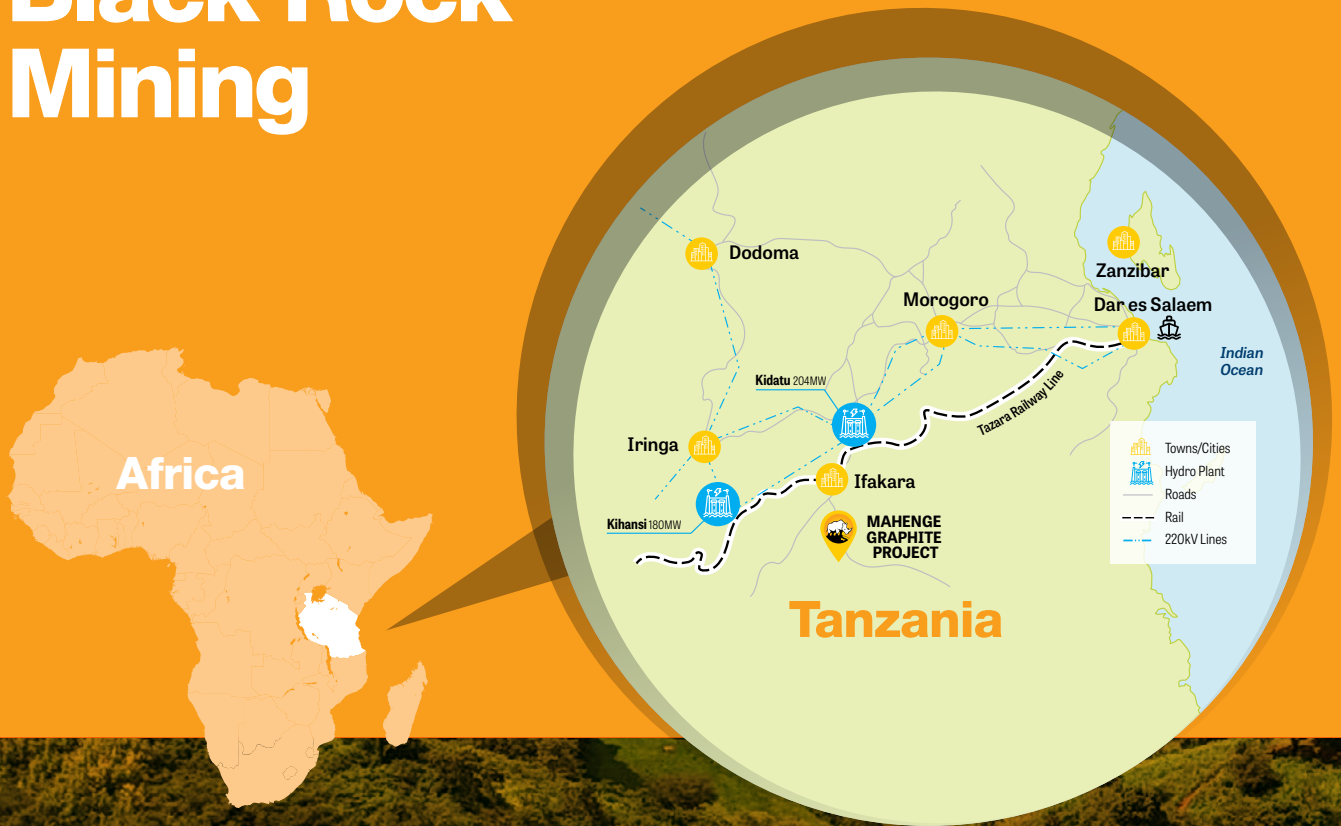 Black Rock
Mining
Africa
Dodoma
Zanzibar
Morogoro
Dar es Salaem
Indian
Ocean
Kidatu 204MW
Tazara Railway Line
Iringa
Ifakara
Kihansi 180MW
MAHENGE
GRAPHITE
PROJECT
Towns/Cities
Hydro Plant
Roads
Rail
220kV Lines
Tanzania